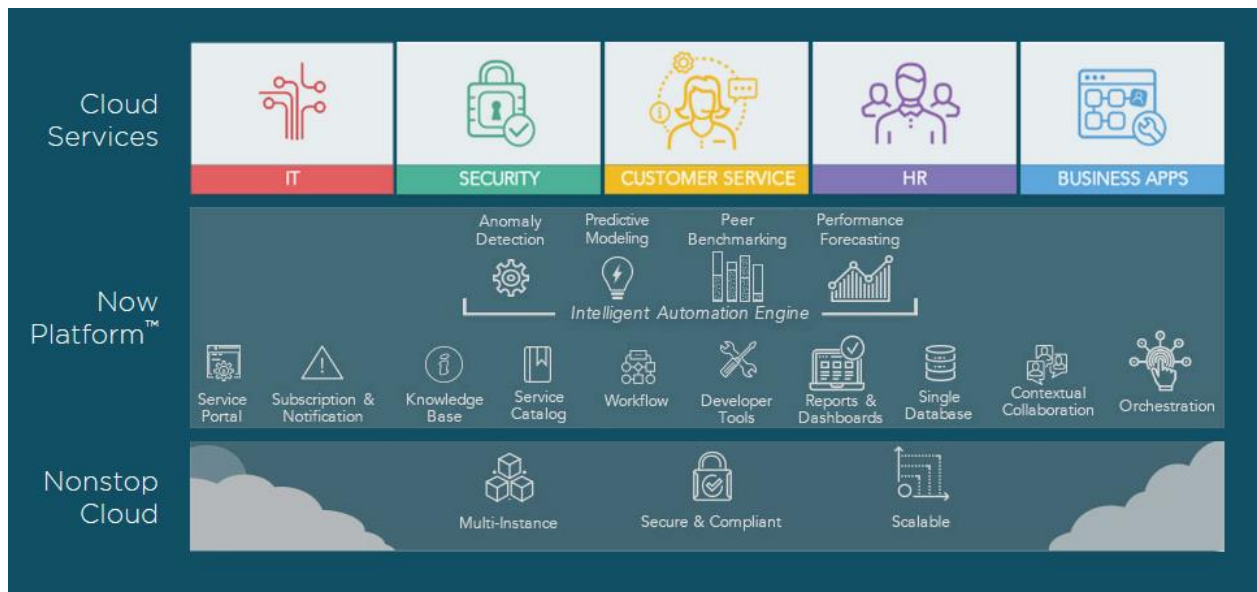 Cloud
Services
IT
SECURITY
CUSTOMER SERVICE
HR
BUSINESS APPS
Now
Platform™
Anomaly
Detection
Predictive
Modeling
Peer
Benchmarking
Performance
Forecasting
Intelligent Automation Engine
Service
Portal
Subscription &
Notification
Knowledge
Base
Service
Catalog
Workflow
Developer
Tools
Reports &
Dashboards
Single
Database
Contextual
Collaboration
Orchestration
Nonstop
Cloud
Multi-Instance
Secure & Compliant
Scalable